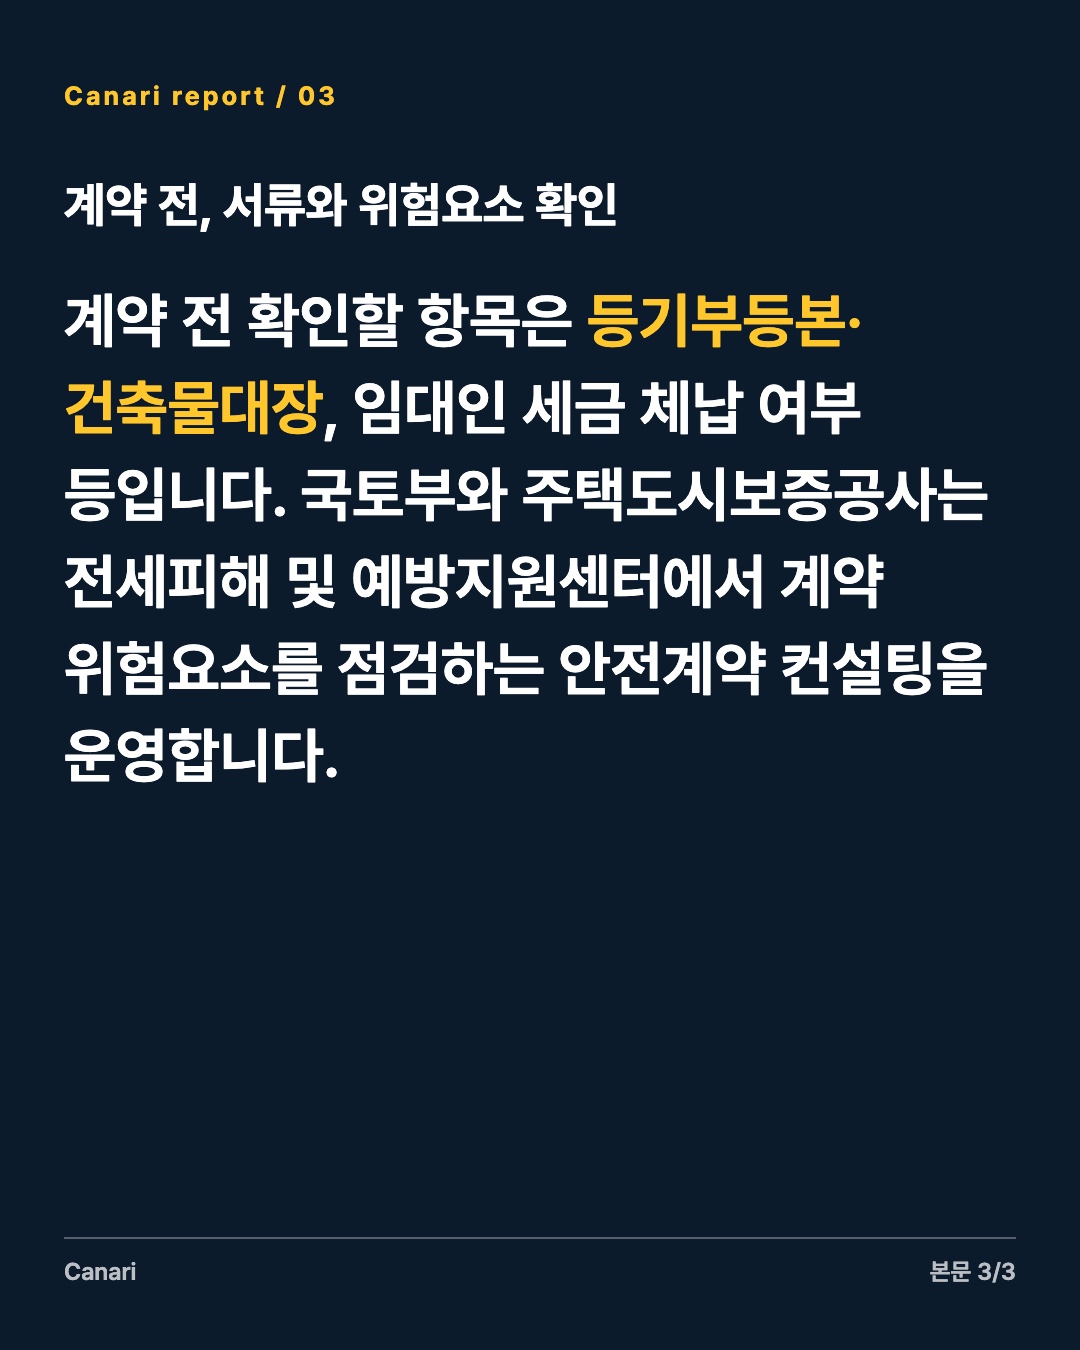 Canari report / 03
계약 전, 서류와 위험요소 확인
계약 전 확인할 항목은 등기부등본·
건축물대장, 임대인 세금 체납 여부
등입니다. 국토부와 주택도시보증공사는
전세피해 및 예방지원센터에서 계약
위험요소를 점검하는 안전계약 컨설팅을
운영합니다.
Canari
본문 3/3